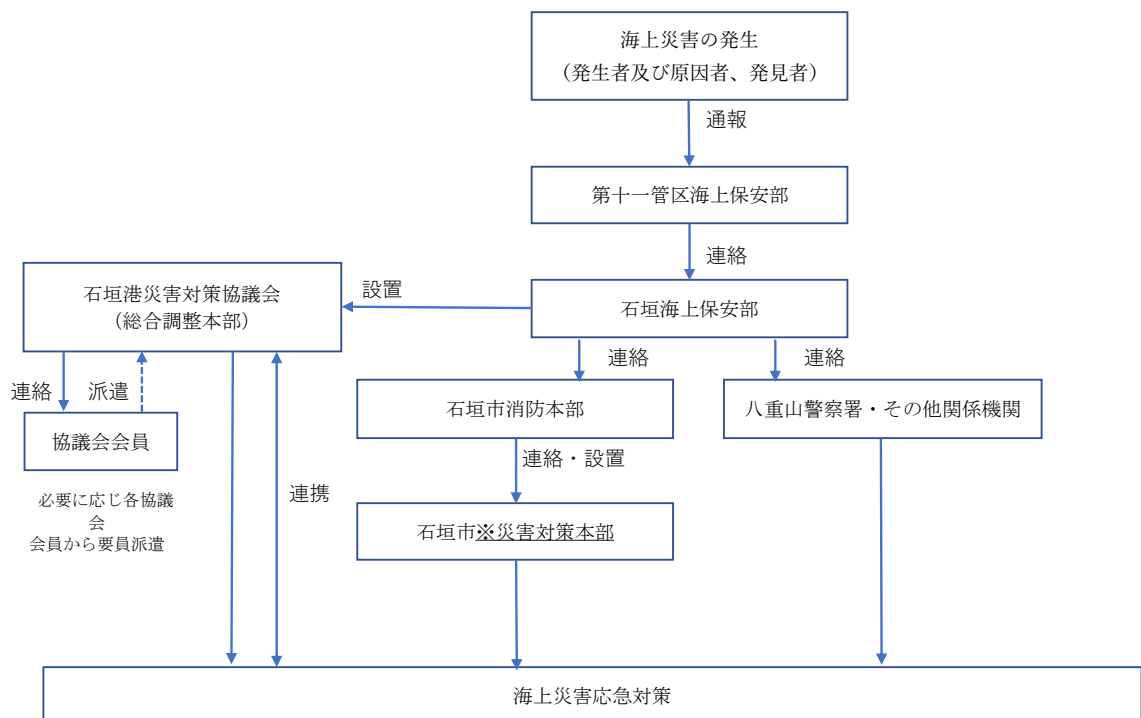 海上災害の発生
（発生者及び原因者、発見者）
通報
第十一管区海上保安部
連絡
石垣港災害対策協議会
（総合調整本部）
設置
石垣海上保安部
連絡
連絡
連絡
派遣
石垣市消防本部
八重山警察署・その他関係機関
協議会会員
連絡・設置
必要に応じ各協議
会
会員から要員派遣
連携
石垣市※災害対策本部
海上災害応急対策